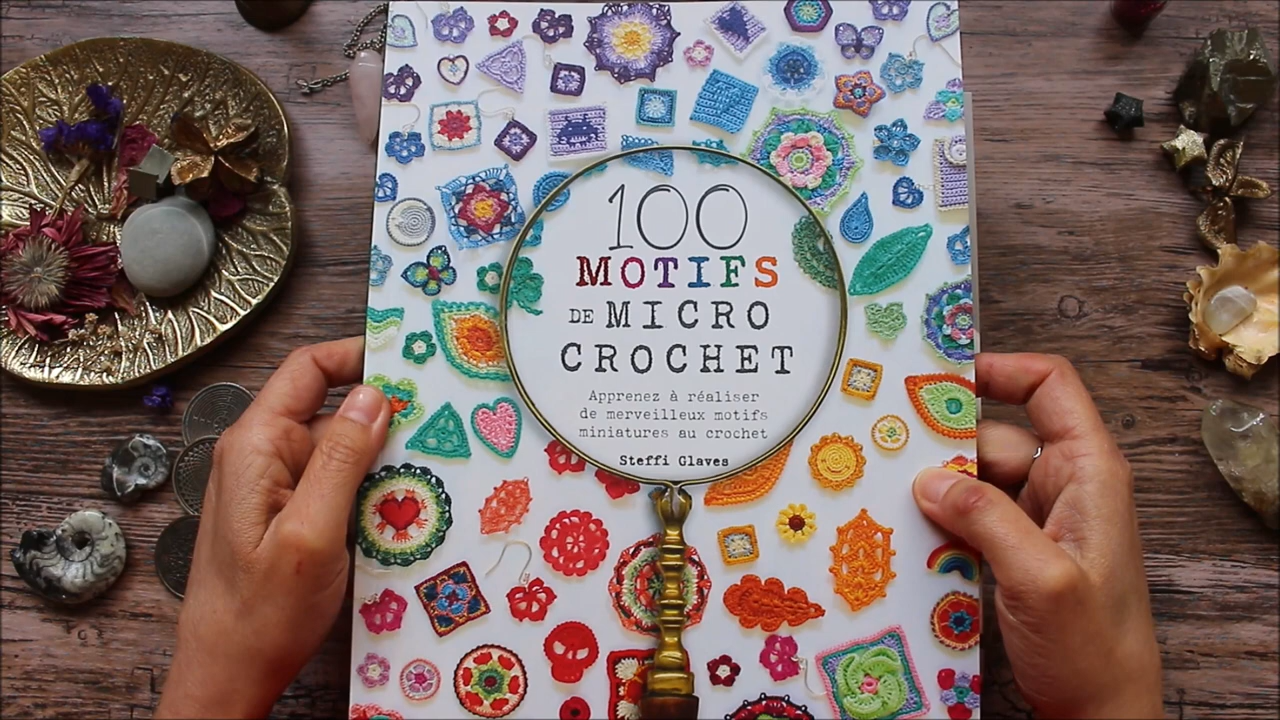 100
MOTIFS
DE MICRO
CROCHET
Apprenez à réaliser
de merveilleux motifs
miniatures au crochet
Steffi Glaves